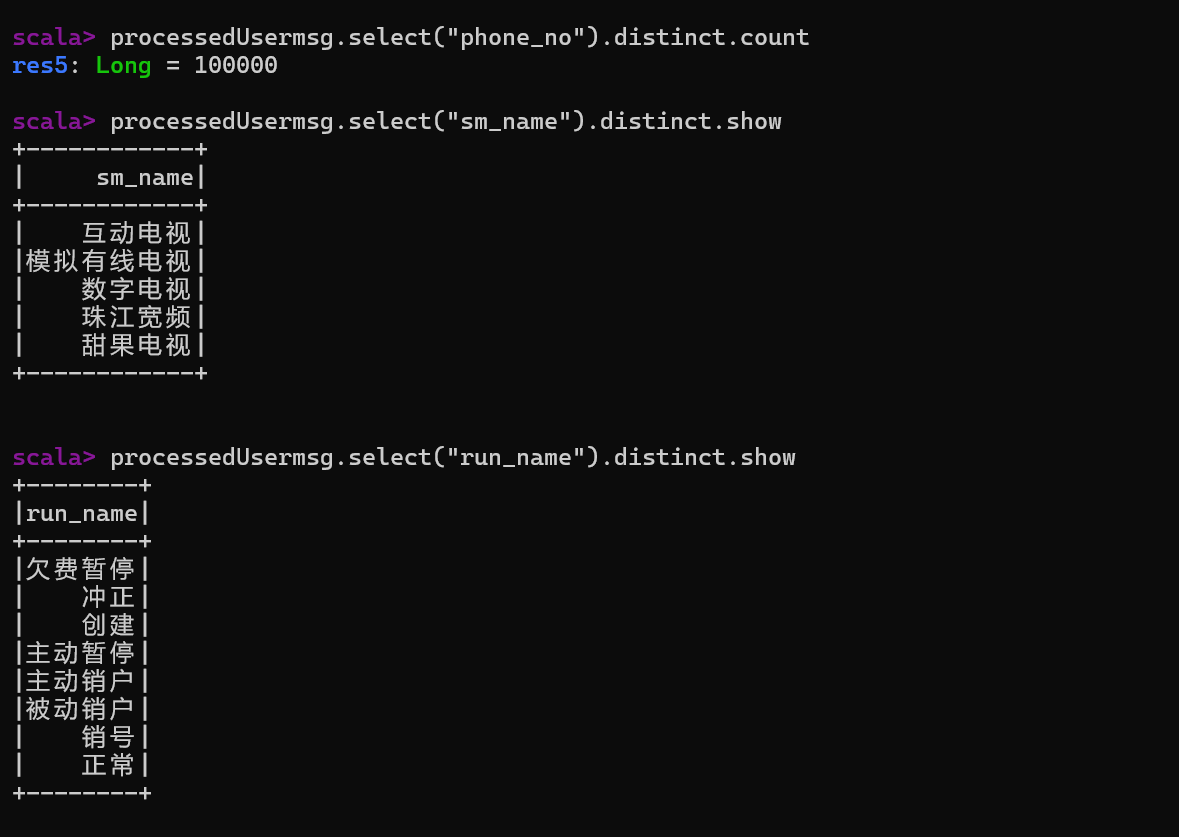 scala> processedUsermsg.select("phone_no").distinct.count
res5: Long = 100000
scala> processedUsermsg.select("sm_name").distinct.show
+------------+
|     sm_name|
+------------+
|    互动电视|
|模拟有线电视|
|    数字电视|
|    珠江宽频|
|    甜果电视|
+------------+
scala> processedUsermsg.select("run_name").distinct.show
+--------+
|run_name|
+--------+
|欠费暂停|
|    冲正|
|    创建|
|主动暂停|
|主动销户|
|被动销户|
|    销号|
|    正常|
+--------+